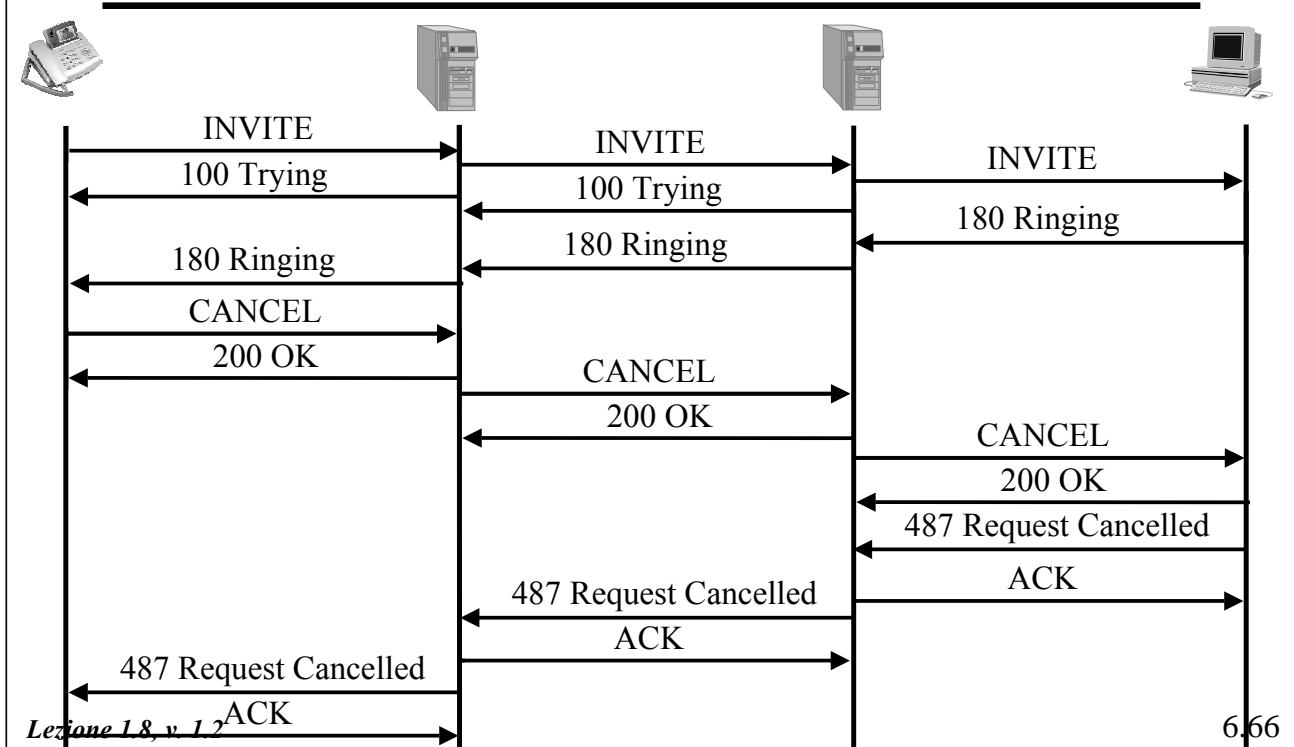 INVITE
INVITE
INVITE
100 Trying
100 Trying
180 Ringing
180 Ringing
180 Ringing
CANCEL
200 OK
CANCEL
200 OK
CANCEL
200 OK
487 Request Cancelled
ACK
487 Request Cancelled
ACK
487 Request Cancelled
ACK
Lezione 1.8, v. 1.2
6.66